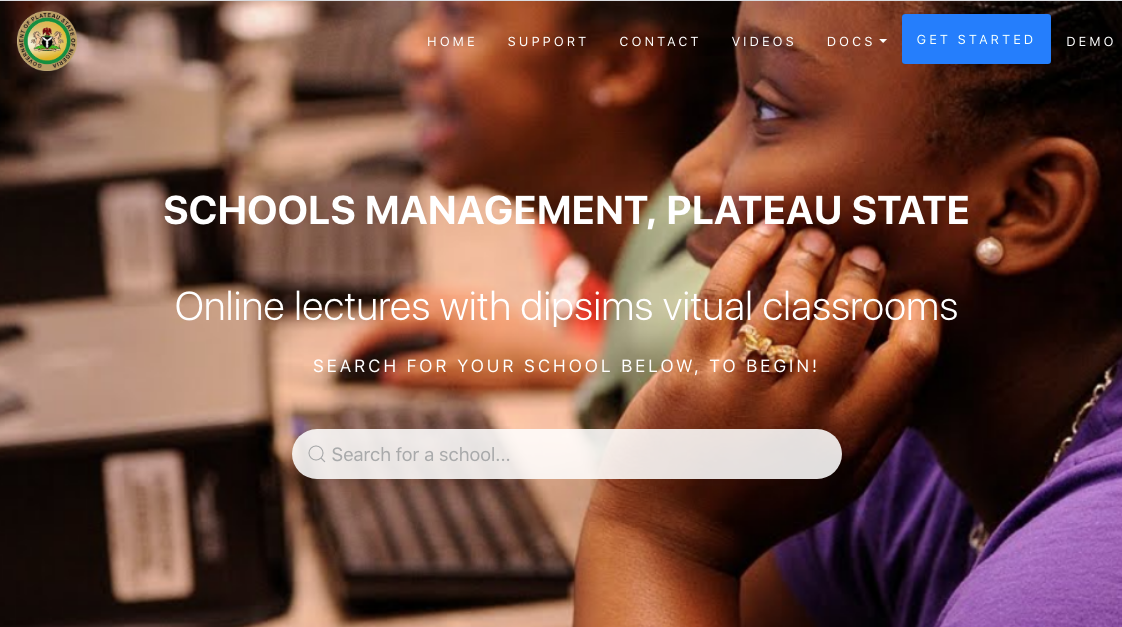 GOVERNMENT OF PLATEAU STATE OF NIGERIA
HOME
SUPPORT
CONTACT
VIDEOS
DOCS
GET STARTED
DEMO
SCHOOLS MANAGEMENT, PLATEAU STATE
Online lectures with dipsims vitual classrooms
SEARCH FOR YOUR SCHOOL BELOW, TO BEGIN!
Search for a school...